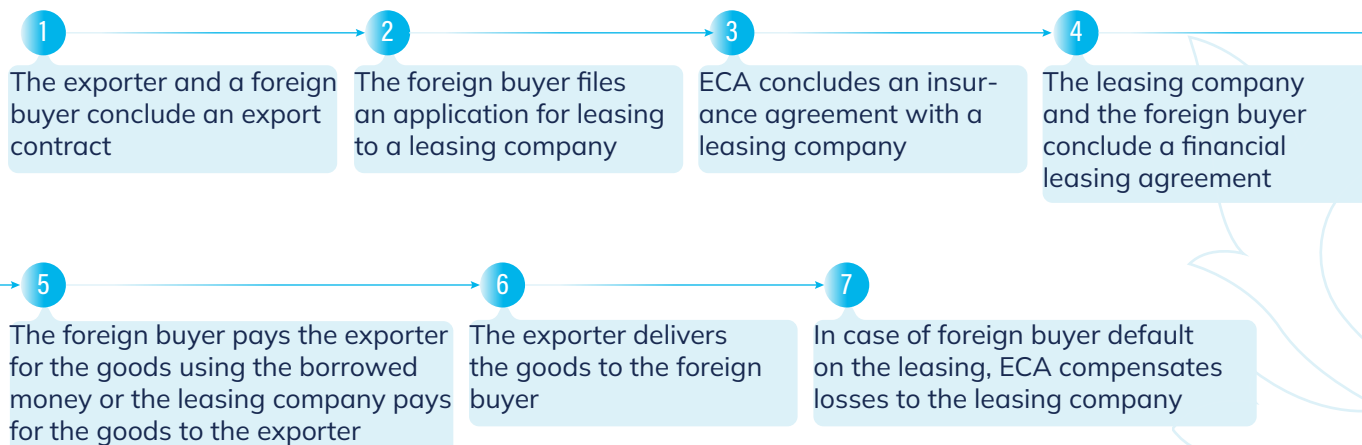 1
The exporter and a foreign
buyer conclude an export
contract
2
The foreign buyer files
an application for leasing
to a leasing company
3
ECA concludes an insur-
ance agreement with a
leasing company
4
The leasing company
and the foreign buyer
conclude a financial
leasing agreement
5
The foreign buyer pays the exporter
for the goods using the borrowed
money or the leasing company pays
for the goods to the exporter
6
The exporter delivers
the goods to the foreign
buyer
7
In case of foreign buyer default
on the leasing, ECA compensates
losses to the leasing company